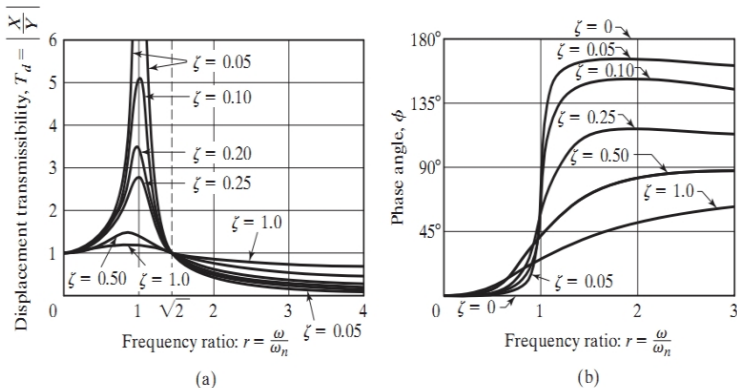 Displacement transmissibility, T_d = |X/Y|
6
5
4
3
2
1
0
1
√2
2
3
4
ζ = 0.05
ζ = 0.10
ζ = 0.20
ζ = 0.25
ζ = 1.0
ζ = 0.50
ζ = 1.0
ζ = 0.05
Frequency ratio: r = ω/ωn
(a)
Phase angle, ϕ
180°
135°
90°
45°
0
1
2
3
ζ = 0
ζ = 0.05
ζ = 0.10
ζ = 0.25
ζ = 0.50
ζ = 1.0
ζ = 0.05
ζ = 0
Frequency ratio: r = ω/ωn
(b)